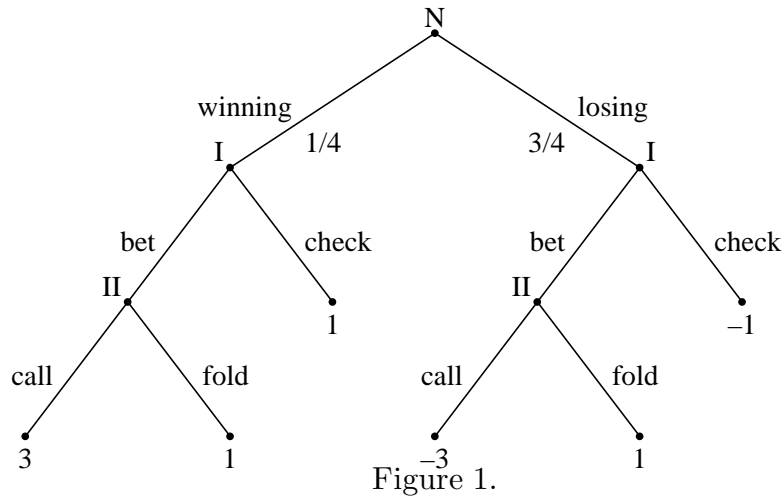 N
winning losing
1/4 3/4
I I
bet check bet check
II II
1 –1
call fold call fold
3 1 –3 1
Figure 1.